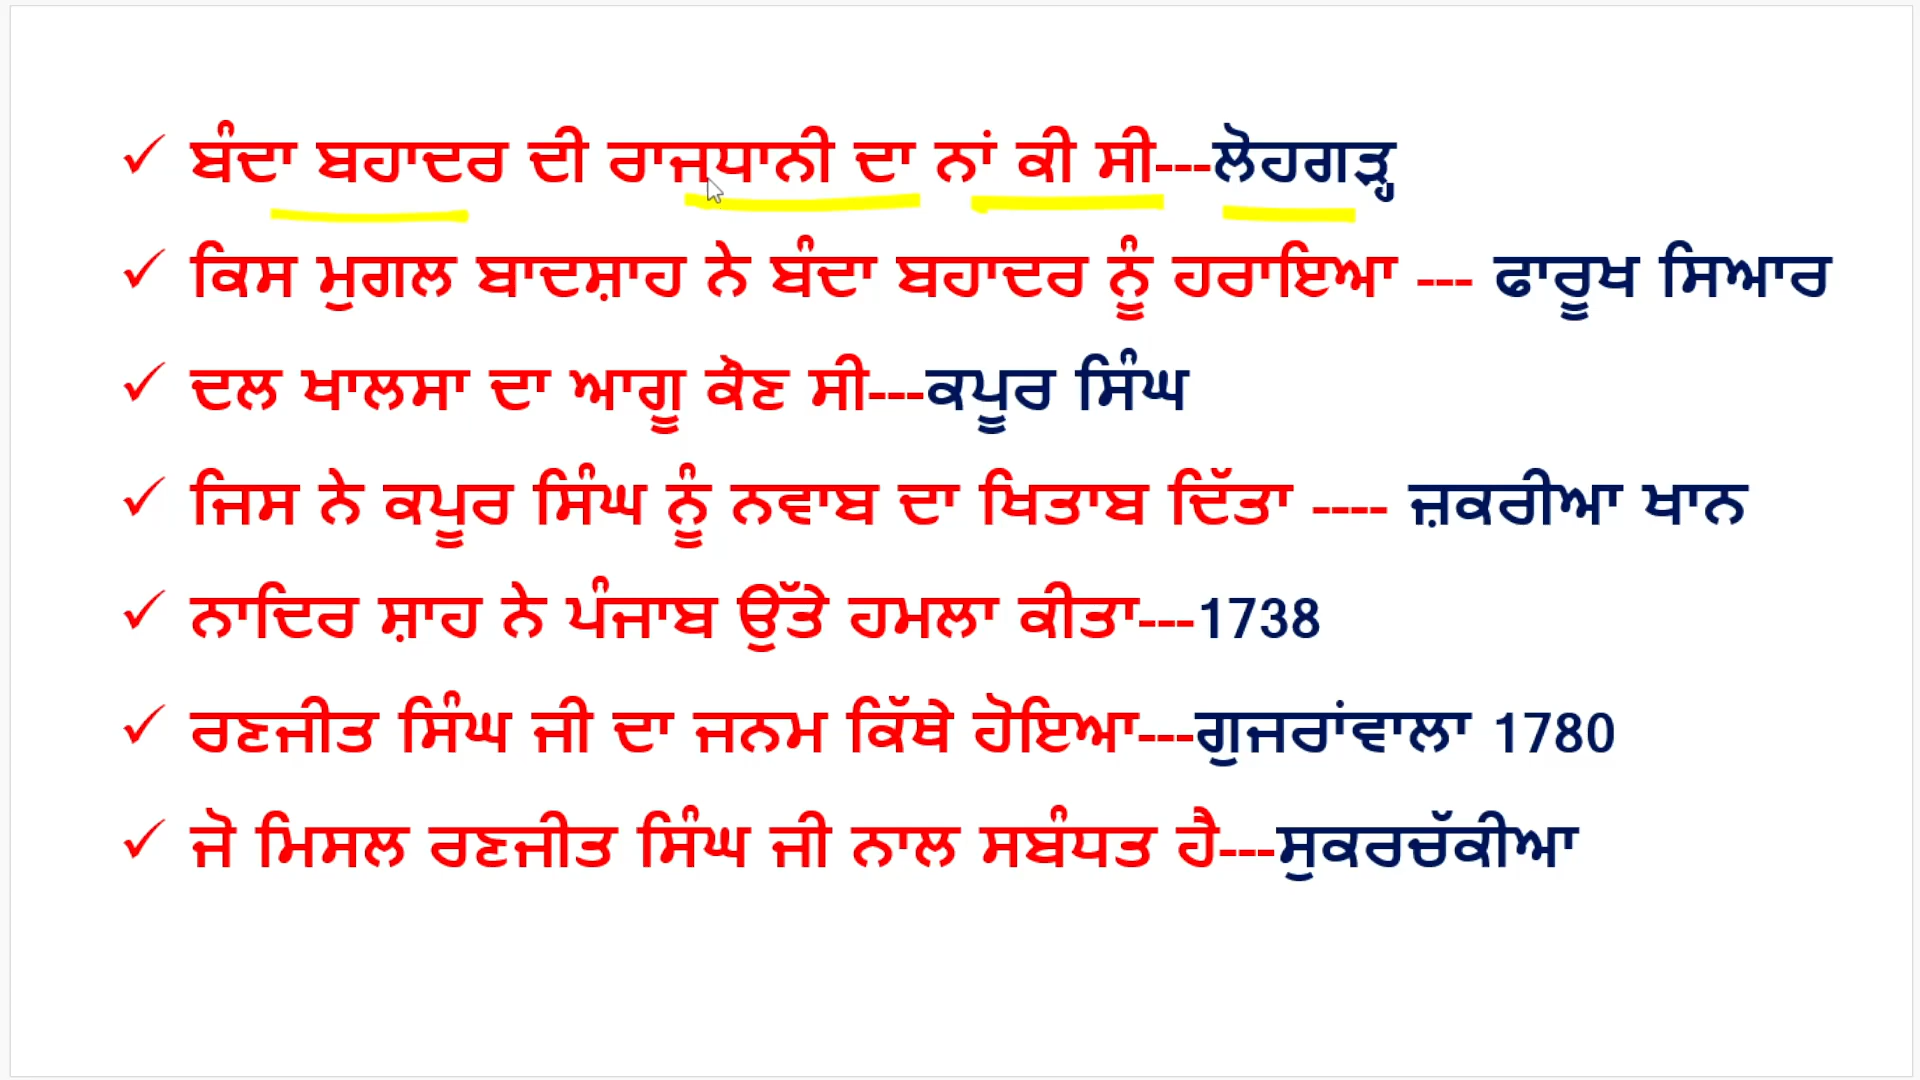 ਬੰਦਾ ਬਹਾਦਰ ਦੀ ਰਾਜਧਾਨੀ ਦਾ ਨਾਂ ਕੀ ਸੀ---ਲੋਹਗੜ੍ਹ
ਕਿਸ ਮੁਗਲ ਬਾਦਸ਼ਾਹ ਨੇ ਬੰਦਾ ਬਹਾਦਰ ਨੂੰ ਹਰਾਇਆ --- ਫਾਰੂਖ ਸਿਆਰ
ਦਲ ਖਾਲਸਾ ਦਾ ਆਗੂ ਕੌਣ ਸੀ---ਕਪੂਰ ਸਿੰਘ
ਜਿਸ ਨੇ ਕਪੂਰ ਸਿੰਘ ਨੂੰ ਨਵਾਬ ਦਾ ਖਿਤਾਬ ਦਿੱਤਾ ---- ਜ਼ਕਰੀਆ ਖਾਨ
ਨਾਦਿਰ ਸ਼ਾਹ ਨੇ ਪੰਜਾਬ ਉੱਤੇ ਹਮਲਾ ਕੀਤਾ---1738
ਰਣਜੀਤ ਸਿੰਘ ਜੀ ਦਾ ਜਨਮ ਕਿੱਥੇ ਹੋਇਆ---ਗੁਜਰਾਂਵਾਲਾ 1780
ਜੋ ਮਿਸਲ ਰਣਜੀਤ ਸਿੰਘ ਜੀ ਨਾਲ ਸਬੰਧਤ ਹੈ---ਸੁਕਰਚੱਕੀਆ